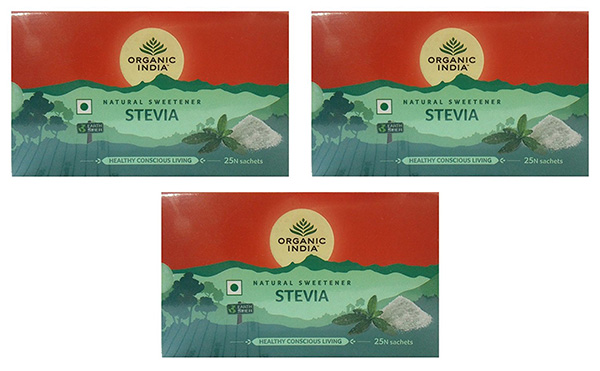 ORGANIC
INDIA
NATURAL SWEETENER
STEVIA
HEALTHY CONSCIOUS LIVING
25N sachets
ORGANIC
INDIA
NATURAL SWEETENER
STEVIA
HEALTHY CONSCIOUS LIVING
25N sachets
ORGANIC
INDIA
NATURAL SWEETENER
STEVIA
HEALTHY CONSCIOUS LIVING
25N sachets